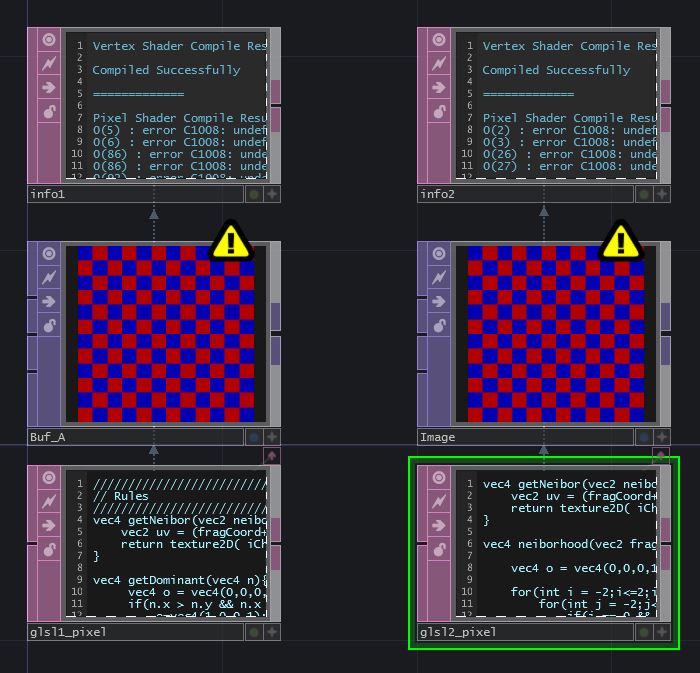 1 Vertex Shader Compile Res
2
3 Compiled Successfully
4
5 =============
6
7 Pixel Shader Compile Resu
8 0(5) : error C1008: undef
9 0(6) : error C1008: undef
10 0(86) : error C1008: unde
11 0(86) : error C1008: unde
12
info1
1 Vertex Shader Compile Res
2
3 Compiled Successfully
4
5 =============
6
7 Pixel Shader Compile Resu
8 0(2) : error C1008: undef
9 0(3) : error C1008: undef
10 0(26) : error C1008: unde
11 0(27) : error C1008: unde
12
info2
Buf_A
Image
1 /////////////////////////
2 // Rules
3 /////////////////////////
4 vec4 getNeibor(vec2 neibo
5 vec2 uv = (fragCoord+
6 return texture2D( iCh
7 }
8
9 vec4 getDominant(vec4 n){
10 vec4 o = vec4(0,0,0,
11 if(n.x > n.y && n.x
12
glsl1_pixel
1 vec4 getNeibor(vec2 neibo
2 vec2 uv = (fragCoord+
3 return texture2D( iCh
4 }
5
6 vec4 neiborhood(vec2 frag
7
8 vec4 o = vec4(0,0,0,1
9
10 for(int i = -2;i<=2;i
11 for(int j = -2;j<
12
glsl2_pixel